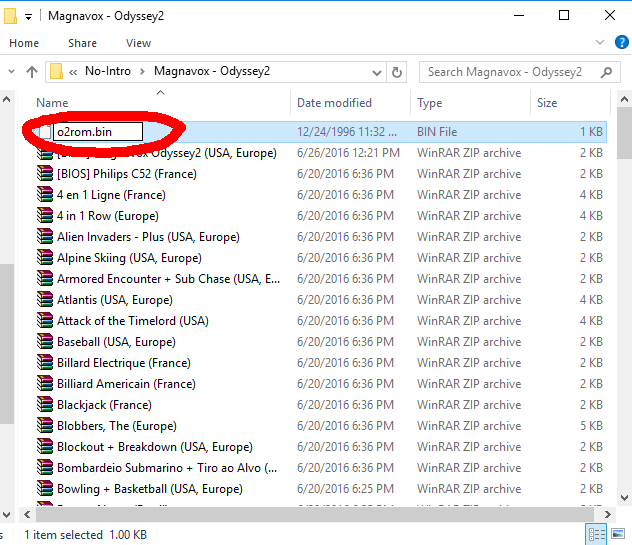 Magnavox - Odyssey2
Home Share View
« No-Intro > Magnavox - Odyssey2 Search Magnavox - Odyssey2
Name Date modified Type Size
o2rom.bin 12/24/1996 11:32 ... BIN File 1 KB
Odyssey2 (USA, Europe) 6/26/2016 12:21 PM WinRAR ZIP archive 2 KB
[BIOS] Philips C52 (France) 6/20/2016 6:36 PM WinRAR ZIP archive 2 KB
4 en 1 Ligne (France) 6/20/2016 6:36 PM WinRAR ZIP archive 4 KB
4 in 1 Row (Europe) 6/20/2016 6:36 PM WinRAR ZIP archive 4 KB
Alien Invaders - Plus (USA, Europe) 6/20/2016 6:36 PM WinRAR ZIP archive 2 KB
Alpine Skiing (USA, Europe) 6/20/2016 6:36 PM WinRAR ZIP archive 2 KB
Armored Encounter + Sub Chase (USA, E... 6/20/2016 6:36 PM WinRAR ZIP archive 2 KB
Atlantis (USA, Europe) 6/20/2016 6:36 PM WinRAR ZIP archive 4 KB
Attack of the Timelord (USA) 6/20/2016 6:36 PM WinRAR ZIP archive 4 KB
Baseball (USA, Europe) 6/20/2016 6:36 PM WinRAR ZIP archive 2 KB
Billard Electrique (France) 6/20/2016 6:36 PM WinRAR ZIP archive 2 KB
Billiard Americain (France) 6/20/2016 6:36 PM WinRAR ZIP archive 2 KB
Blackjack (France) 6/20/2016 6:36 PM WinRAR ZIP archive 2 KB
Blobbers, The (Europe) 6/20/2016 6:36 PM WinRAR ZIP archive 5 KB
Blockout + Breakdown (USA, Europe) 6/20/2016 6:36 PM WinRAR ZIP archive 2 KB
Bombardeio Submarino + Tiro ao Alvo (... 6/20/2016 6:36 PM WinRAR ZIP archive 2 KB
Bowling + Basketball (USA, Europe) 6/20/2016 6:25 PM WinRAR ZIP archive 2 KB
1 item selected 1.00 KB